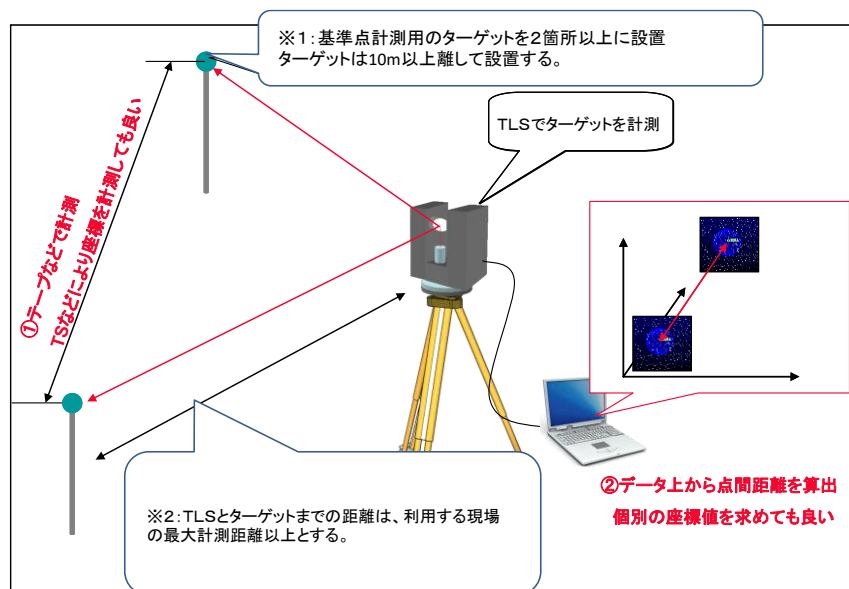 ※1：基準点計測用のターゲットを2箇所以上に設置
ターゲットは10m以上離して設置する。
TLSでターゲットを計測
①テープなどで計測
TSなどにより座標を計測しても良い
※2：TLSとターゲットまでの距離は、利用する現場
の最大計測距離以上とする。
②データ上から点間距離を算出
個別の座標値を求めても良い